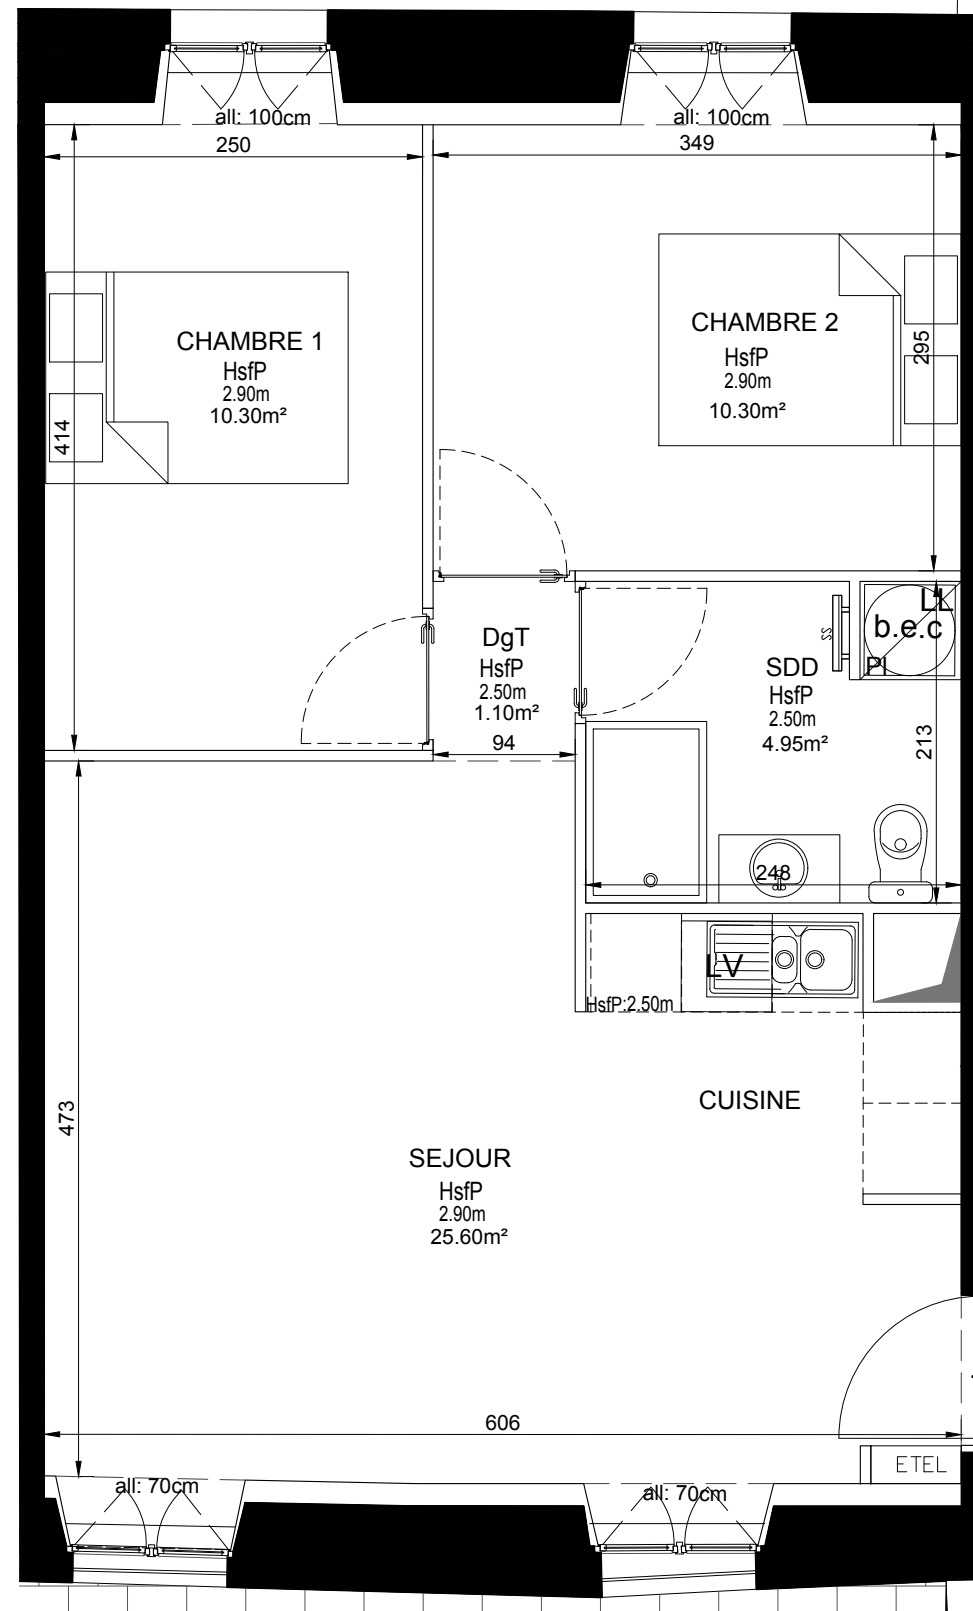 all: 100cm
all: 100cm
250
349
CHAMBRE 1
HsfP
2.90m
10.30m²
414
CHAMBRE 2
HsfP
2.90m
10.30m²
295
DgT
HsfP
2.50m
1.10m²
94
SDD
HsfP
2.50m
4.95m²
SS
LL
b.e.c
Pl
213
248
LV
HsfP:2.50m
CUISINE
473
SEJOUR
HsfP
2.90m
25.60m²
606
ETEL
all: 70cm
all: 70cm